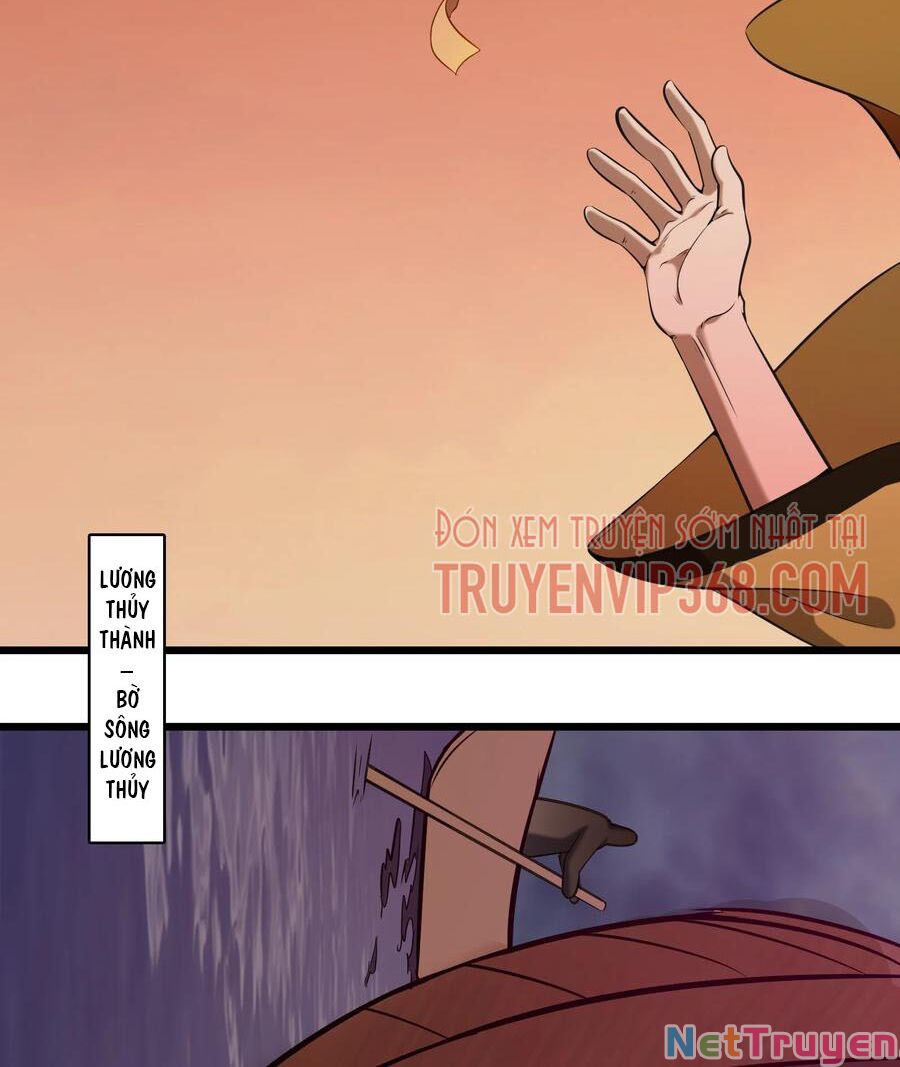 ĐÓN XEM TRUYỆN SỚM NHẤT TẠI
TRUYENVIP368.COM
LƯƠNG
THỦY
THÀNH
–
BỜ
SÔNG
LƯƠNG
THỦY
NetTruyen